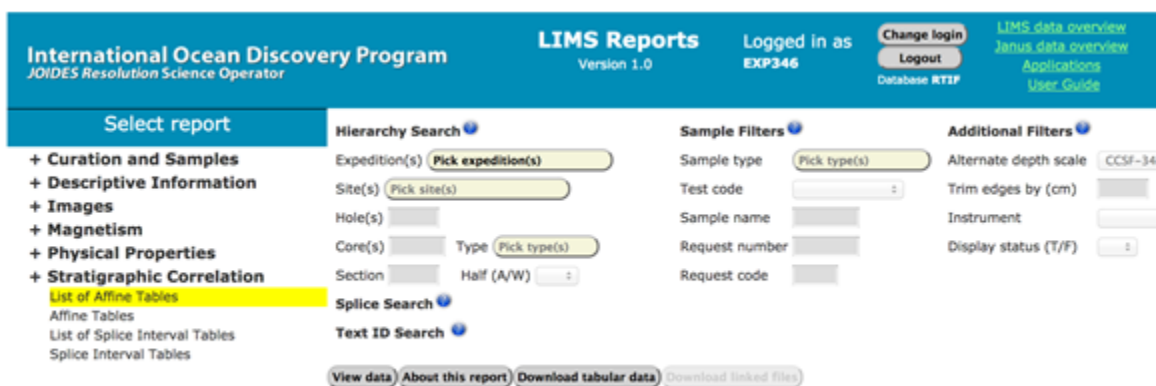 International Ocean Discovery Program
JOIDES Resolution Science Operator
LIMS Reports
Version 1.0
Logged in as
EXP346
Change login
Logout
Database RTIF
LIMS data overview
Janus data overview
Applications
User Guide
Select report
+ Curation and Samples
+ Descriptive Information
+ Images
+ Magnetism
+ Physical Properties
+ Stratigraphic Correlation
List of Affine Tables
Affine Tables
List of Splice Interval Tables
Splice Interval Tables
Hierarchy Search ?
Expedition(s) Pick expedition(s)
Site(s) Pick site(s)
Hole(s)
Core(s) Type Pick type(s)
Section Half (A/W)
Splice Search ?
Text ID Search ?
Sample Filters ?
Sample type Pick type(s)
Test code
Sample name
Request number
Request code
Additional Filters ?
Alternate depth scale CCSF-34
Trim edges by (cm)
Instrument
Display status (T/F)
View data About this report Download tabular data Download linked files